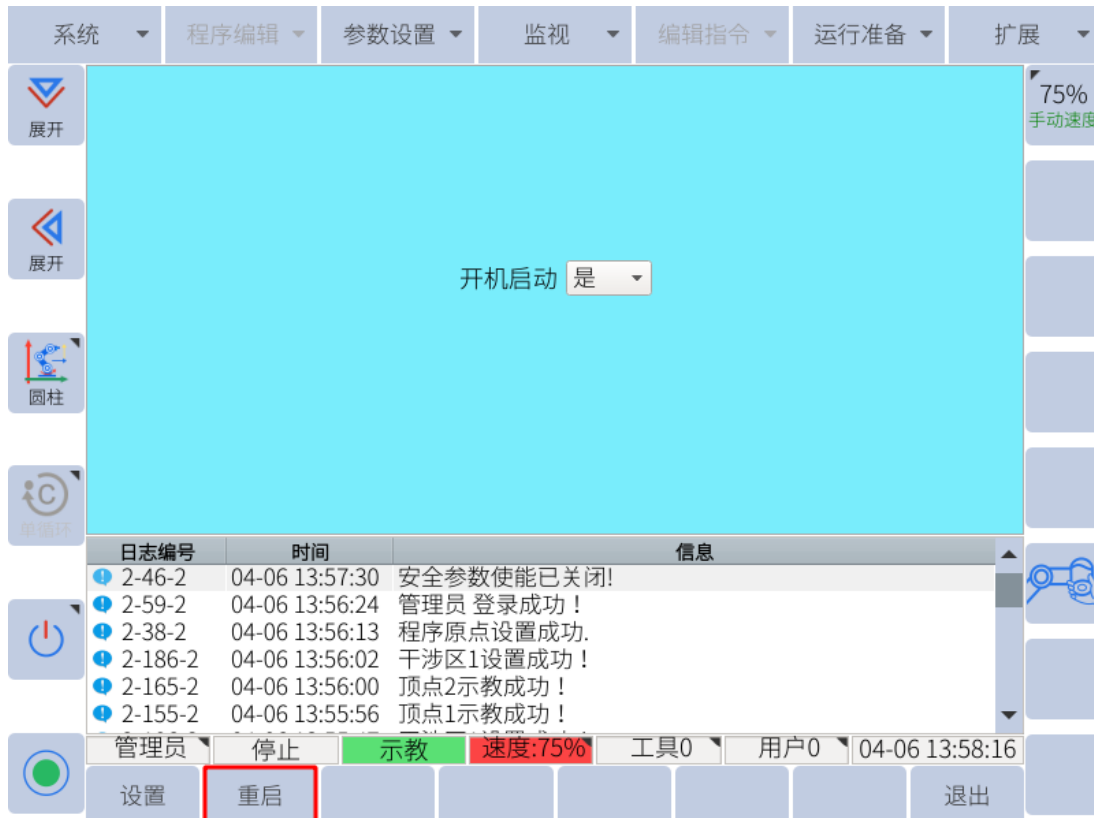 系统 程序编辑 参数设置 监视 编辑指令 运行准备 扩展
展开
75%
手动速度
展开
开机启动 是
圆柱
单循环
日志编号 时间 信息
2-46-2 04-06 13:57:30 安全参数使能已关闭!
2-59-2 04-06 13:56:24 管理员 登录成功！
2-38-2 04-06 13:56:13 程序原点设置成功.
2-186-2 04-06 13:56:02 干涉区1设置成功！
2-165-2 04-06 13:56:00 顶点2示教成功！
2-155-2 04-06 13:55:56 顶点1示教成功！
管理员 停止 示教 速度:75% 工具0 用户0 04-06 13:58:16
设置 重启 退出